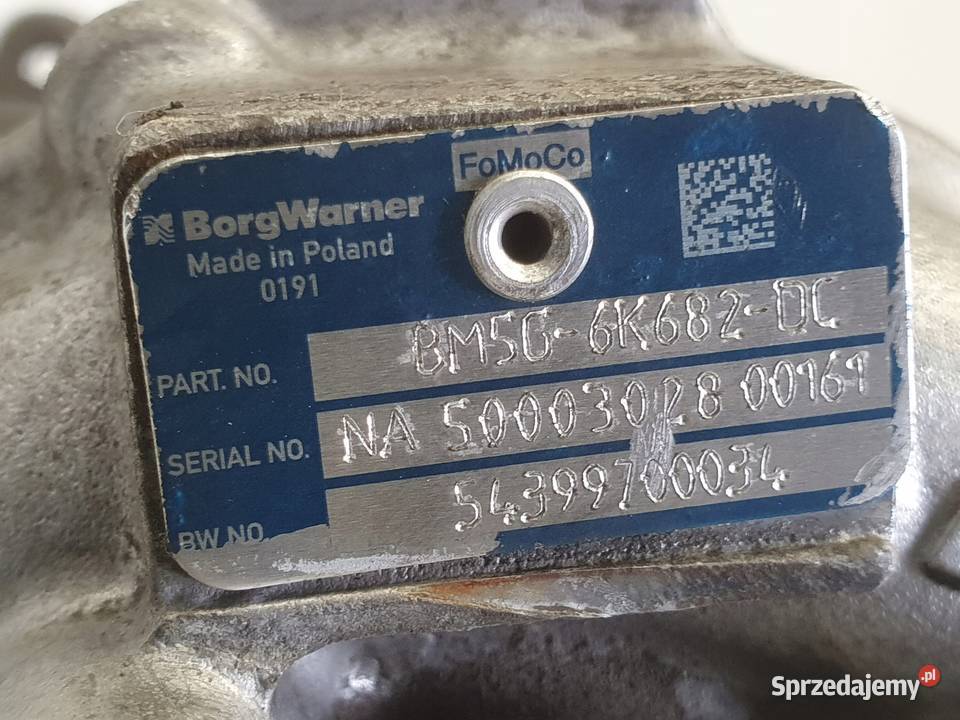 FoMoCo
BorgWarner
Made in Poland
0191
PART. NO. BM5G-6K682-DC
SERIAL NO. NA 50003028 00161
BW NO. 54399700034
Sprzedajemy.pl